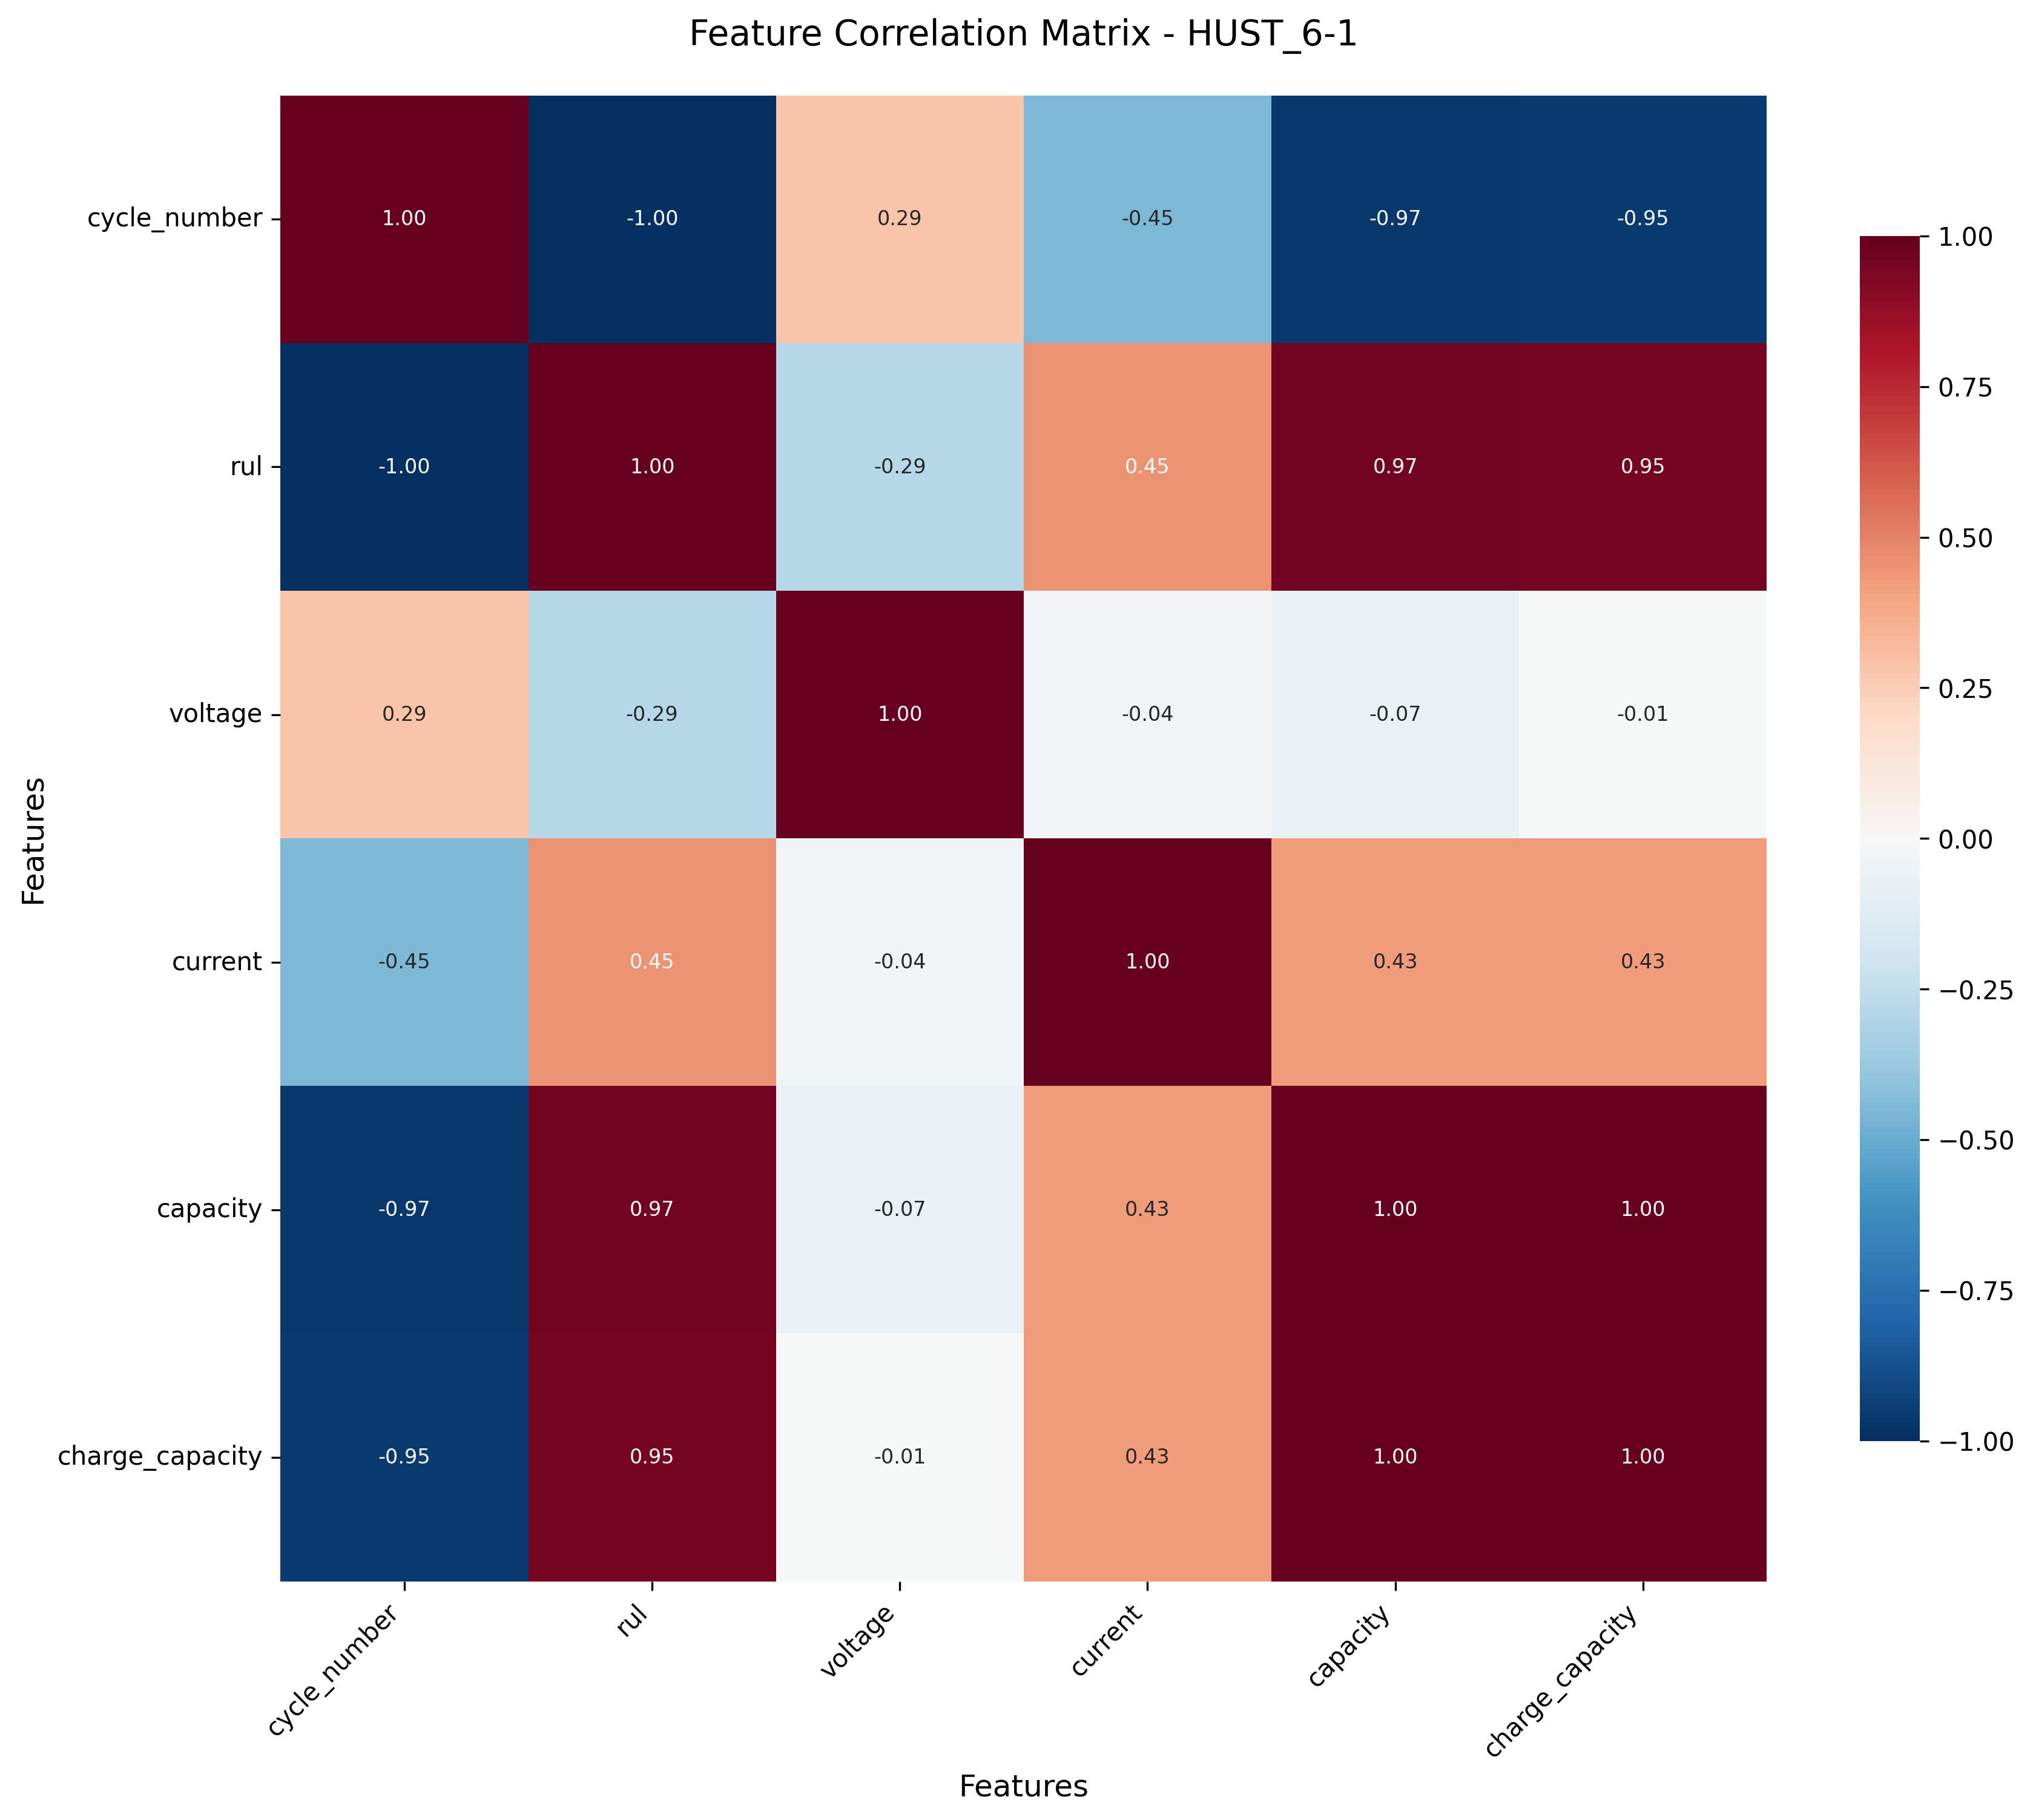 Feature Correlation Matrix - HUST_6-1
cycle_number 1.00 -1.00 0.29 -0.45 -0.97 -0.95
rul -1.00 1.00 -0.29 0.45 0.97 0.95
voltage 0.29 -0.29 1.00 -0.04 -0.07 -0.01
current -0.45 0.45 -0.04 1.00 0.43 0.43
capacity -0.97 0.97 -0.07 0.43 1.00 1.00
charge_capacity -0.95 0.95 -0.01 0.43 1.00 1.00
Features
cycle_number rul voltage current capacity charge_capacity
Features
1.00
0.75
0.50
0.25
0.00
−0.25
−0.50
−0.75
−1.00